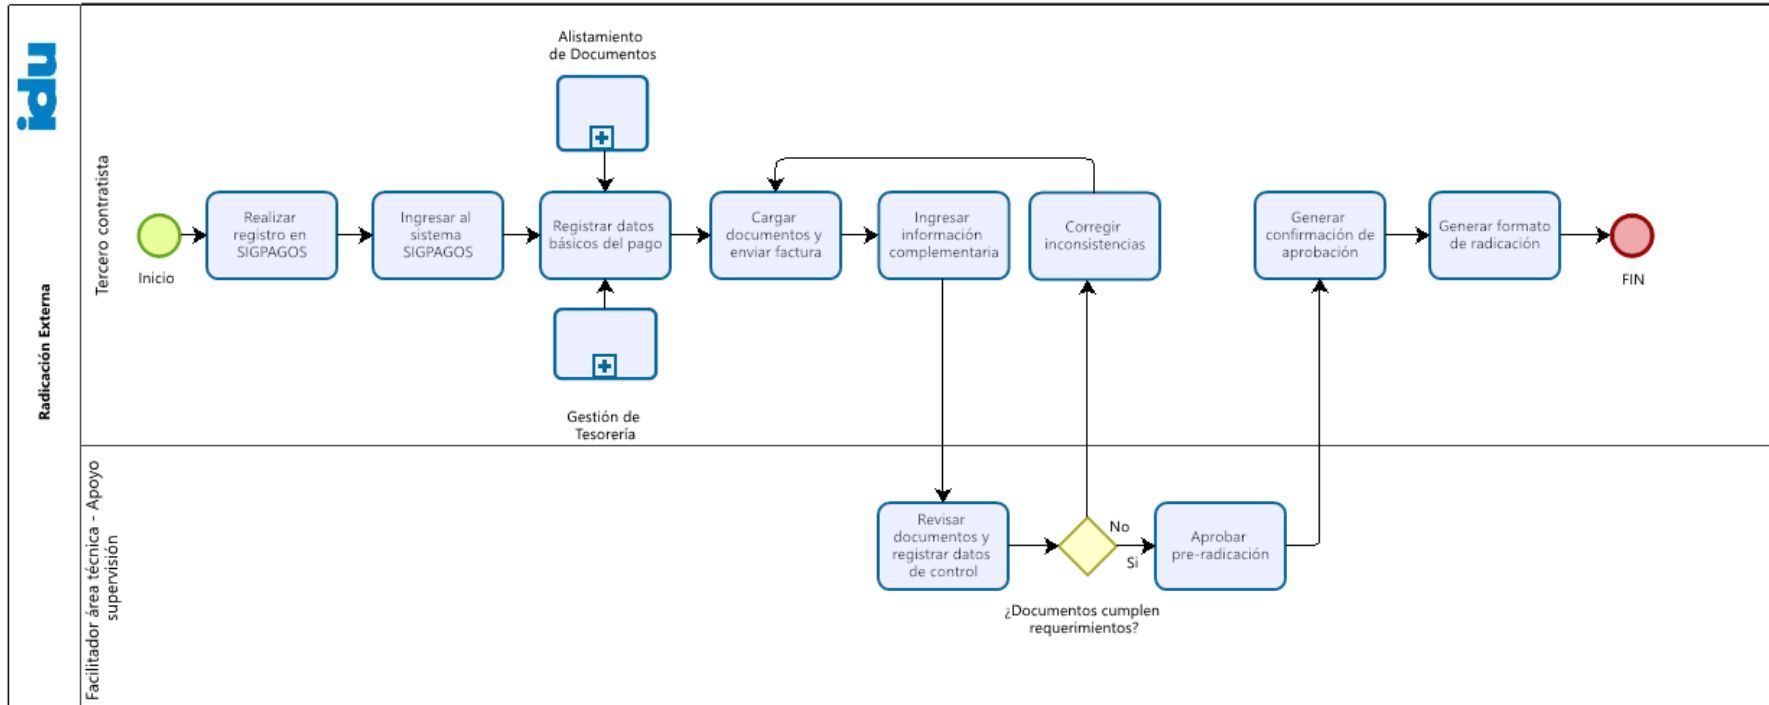 idu
Radicación Externa
Tercero contratista
Alistamiento
de Documentos
Inicio
Realizar
registro en
SIGPAGOS
Ingresar al
sistema
SIGPAGOS
Registrar datos
básicos del pago
Gestión de
Tesorería
Cargar
documentos y
enviar factura
Ingresar
información
complementaria
Corregir
inconsistencias
Generar
confirmación de
aprobación
Generar formato
de radicación
FIN
Facilitador área técnica - Apoyo
supervisión
Revisar
documentos y
registrar datos
de control
No
Si
¿Documentos cumplen
requerimientos?
Aprobar
pre-radicación